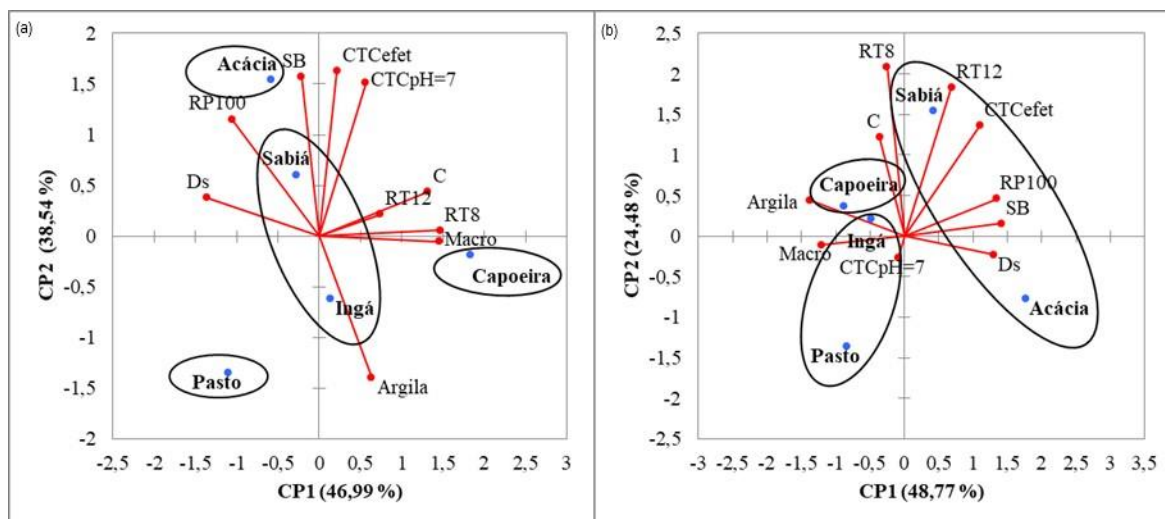 (a)
2
1,5
1
0,5
0
-0,5
-1
-1,5
-2
CP2 (38,54 %)
Acácia
SB
CTCefet
CTCpH=7
RP100
Sabiá
Ds
C
RT12
RT8
Macro
Capoeira
Ingá
Pasto
Argila
-2,5 -2 -1,5 -1 -0,5 0 0,5 1 1,5 2 2,5 3
CP1 (46,99 %)
(b)
2,5
2
1,5
1
0,5
0
-0,5
-1
-1,5
-2
-2,5
CP2 (24,48 %)
RT8
RT12
Sabiá
CTCefet
C
Capoeira
RP100
Argila
SB
Ingá
Macro
CTCpH=7
Ds
Acácia
Pasto
-3 -2,5 -2 -1,5 -1 -0,5 0 0,5 1 1,5 2 2,5 3 3,5
CP1 (48,77 %)